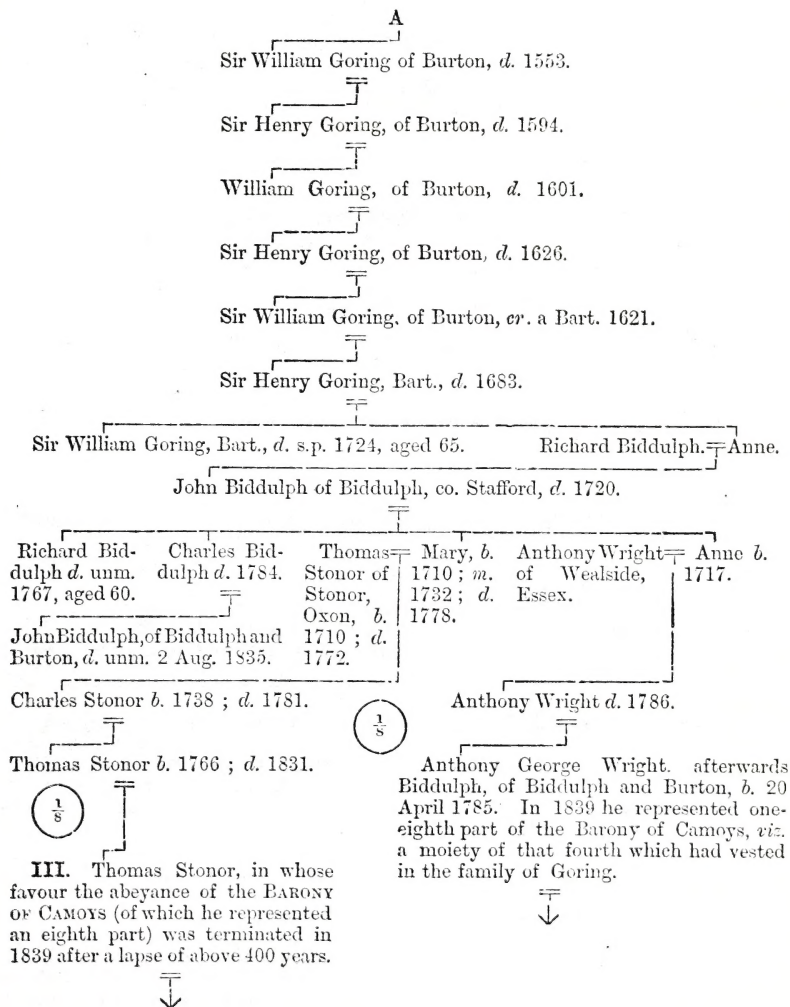 A
Sir William Goring of Burton, d. 1553.
Sir Henry Goring, of Burton, d. 1594.
William Goring, of Burton, d. 1601.
Sir Henry Goring, of Burton, d. 1626.
Sir William Goring, of Burton, cr. a Bart. 1621.
Sir Henry Goring, Bart., d. 1683.
Sir William Goring, Bart., d. s.p. 1724, aged 65.
Richard Biddulph.=Anne.
John Biddulph of Biddulph, co. Stafford, d. 1720.
Richard Bid-
dulph d. unm.
1767, aged 60.
Charles Bid-
dulph d. 1784.
Thomas=
Stonor of
Stonor,
Oxon, b.
1710 ; d.
1772.
Mary, b.
1710 ; m.
1732 ; d.
1778.
Anthony Wright=
of Wealside,
Essex.
Anne b.
1717.
John Biddulph, of Biddulph and
Burton, d. unm. 2 Aug. 1835.
Charles Stonor b. 1738 ; d. 1781.
1/8
Anthony Wright d. 1786.
Thomas Stonor b. 1766 ; d. 1831.
1/8
Anthony George Wright. afterwards
Biddulph, of Biddulph and Burton, b. 20
April 1785. In 1839 he represented one-
eighth part of the Barony of Camoys, viz.
a moiety of that fourth which had vested
in the family of Goring.
III. Thomas Stonor, in whose
favour the abeyance of the BARONY
OF CAMOYS (of which he represented
an eighth part) was terminated in
1839 after a lapse of above 400 years.